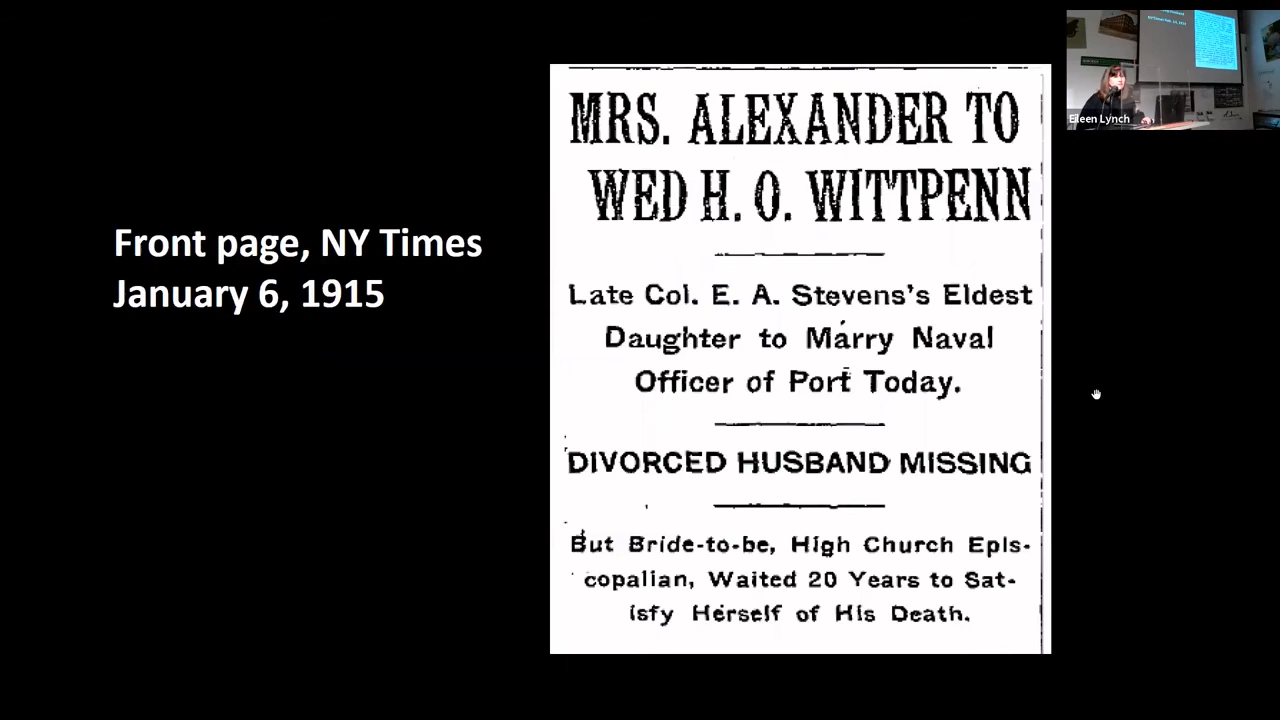 Front page, NY Times
January 6, 1915
MRS. ALEXANDER TO
WED H. O. WITTPENN
Late Col. E. A. Stevens's Eldest
Daughter to Marry Naval
Officer of Port Today.
DIVORCED HUSBAND MISSING
But Bride-to-be, High Church Epis-
copalian, Waited 20 Years to Sat-
isfy Herself of His Death.
Eileen Lynch